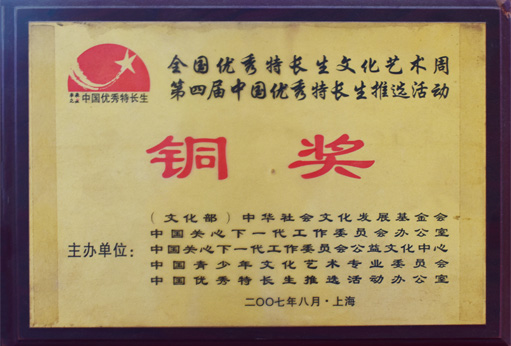 中国优秀特长生
全国优秀特长生文化艺术周
第四届中国优秀特长生推选活动
铜奖
主办单位：
（文化部）中华社会文化发展基金会
中国关心下一代工作委员会办公室
中国关心下一代工作委员会公益文化中心
中国青少年文化艺术专业委员会
中国优秀特长生推选活动办公室
二〇〇七年八月·上海